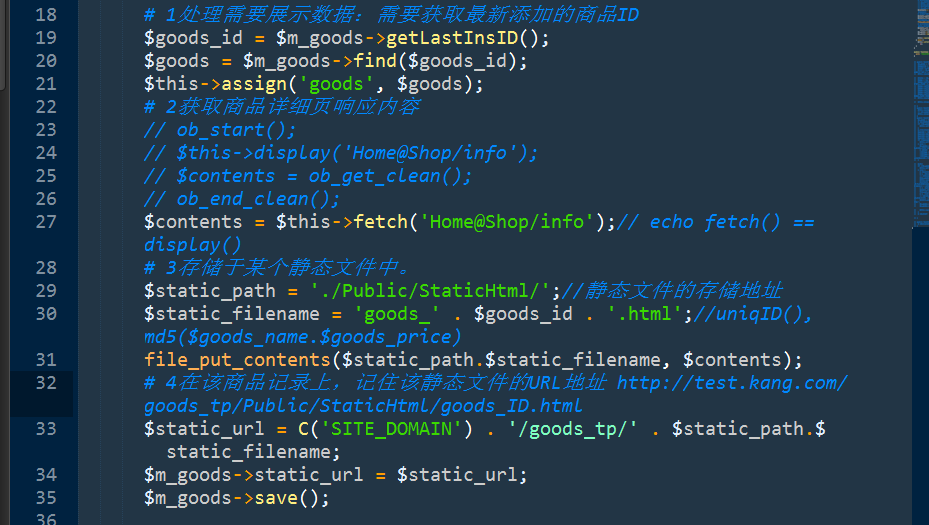 18 # 1处理需要展示数据：需要获取最新添加的商品ID
19 $goods_id = $m_goods->getLastInsID();
20 $goods = $m_goods->find($goods_id);
21 $this->assign('goods', $goods);
22 # 2获取商品详细页响应内容
23 // ob_start();
24 // $this->display('Home@Shop/info');
25 // $contents = ob_get_clean();
26 // ob_end_clean();
27 $contents = $this->fetch('Home@Shop/info');// echo fetch() ==
display()
28 # 3存储于某个静态文件中。
29 $static_path = './Public/StaticHtml/';//静态文件的存储地址
30 $static_filename = 'goods_' . $goods_id . '.html';//uniqID(),
md5($goods_name.$goods_price)
31 file_put_contents($static_path.$static_filename, $contents);
32 # 4在该商品记录上，记住该静态文件的URL地址 http://test.kang.com/
goods_tp/Public/StaticHtml/goods_ID.html
33 $static_url = C('SITE_DOMAIN') . '/goods_tp/' . $static_path.$
static_filename;
34 $m_goods->static_url = $static_url;
35 $m_goods->save();
36